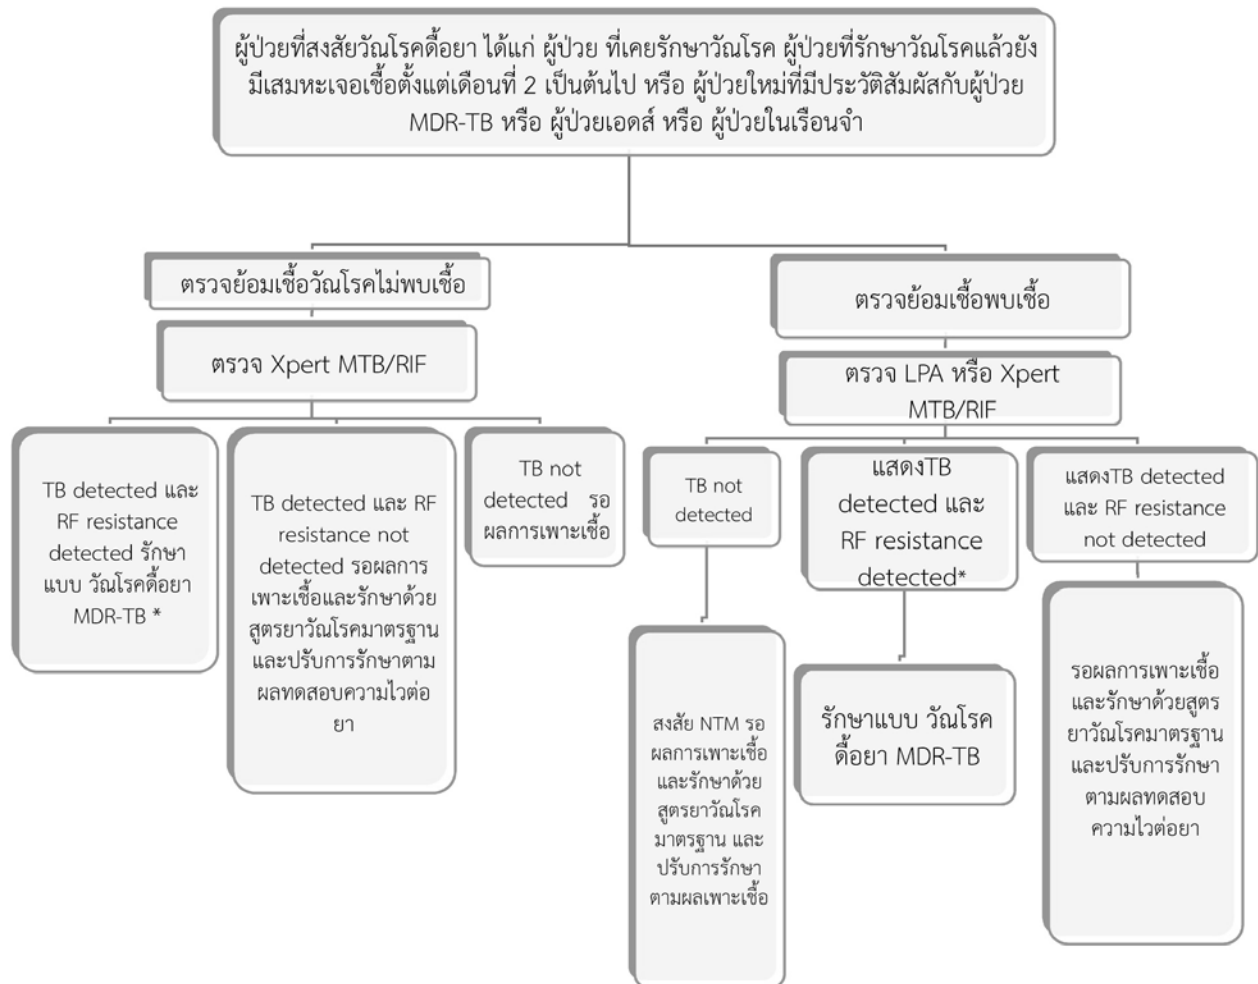 ผู้ป่วยที่สงสัยวัณโรคดื้อยา ได้แก่ ผู้ป่วย ที่เคยรักษาวัณโรค ผู้ป่วยที่รักษาวัณโรคแล้วยัง
มีเสมหะเจอเชื้อตั้งแต่เดือนที่ 2 เป็นต้นไป หรือ ผู้ป่วยใหม่ที่มีประวัติสัมผัสกับผู้ป่วย
MDR-TB หรือ ผู้ป่วยเอดส์ หรือ ผู้ป่วยในเรือนจำ
ตรวจย้อมเชื้อวัณโรคไม่พบเชื้อ
ตรวจ Xpert MTB/RIF
TB detected และ
RF resistance
detected รักษา
แบบ วัณโรคดื้อยา
MDR-TB *
TB detected และ RF
resistance not
detected รอผลการ
เพาะเชื้อและรักษาด้วย
สูตรยาวัณโรคมาตรฐาน
และปรับการรักษาตาม
ผลทดสอบความไวต่อ
ยา
TB not
detected รอ
ผลการเพาะเชื้อ
ตรวจย้อมเชื้อพบเชื้อ
ตรวจ LPA หรือ Xpert
MTB/RIF
TB not
detected
สงสัย NTM รอ
ผลการเพาะเชื้อ
และรักษาด้วย
สูตรยาวัณโรค
มาตรฐาน และ
ปรับการรักษา
ตามผลเพาะเชื้อ
แสดงTB
detected และ
RF resistance
detected*
รักษาแบบ วัณโรค
ดื้อยา MDR-TB
แสดงTB detected
และ RF resistance
not detected
รอผลการเพาะเชื้อ
และรักษาด้วยสูตร
ยาวัณโรคมาตรฐาน
และปรับการรักษา
ตามผลทดสอบ
ความไวต่อยา